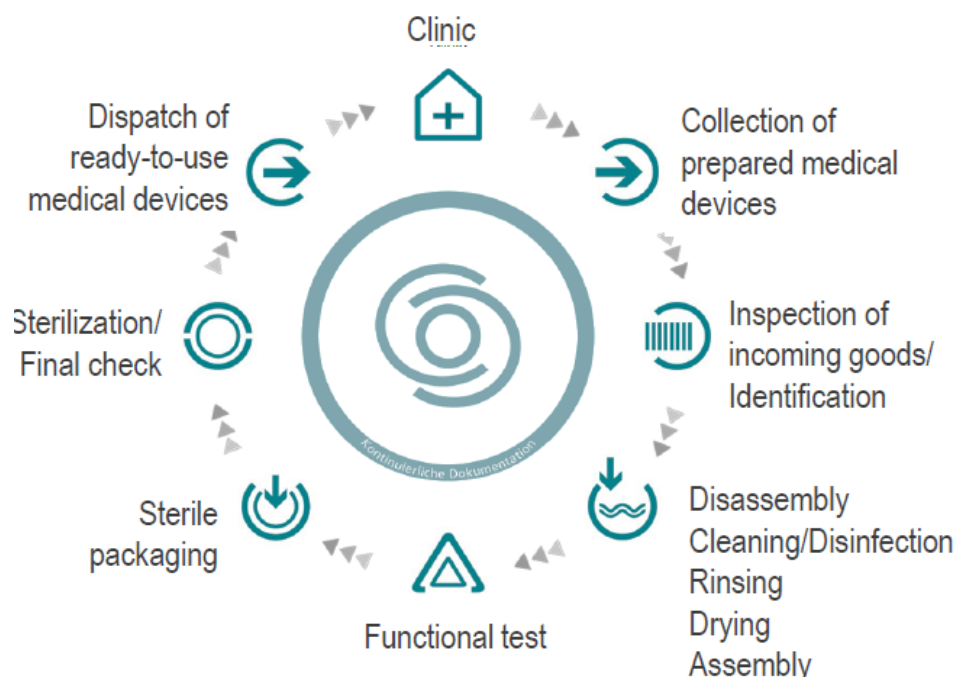 Clinic
Dispatch of
ready-to-use
medical devices
Collection of
prepared medical
devices
Sterilization/
Final check
Inspection of
incoming goods/
Identification
Kontinuierliche Dokumentation
Sterile
packaging
Disassembly
Cleaning/Disinfection
Rinsing
Drying
Assembly
Functional test